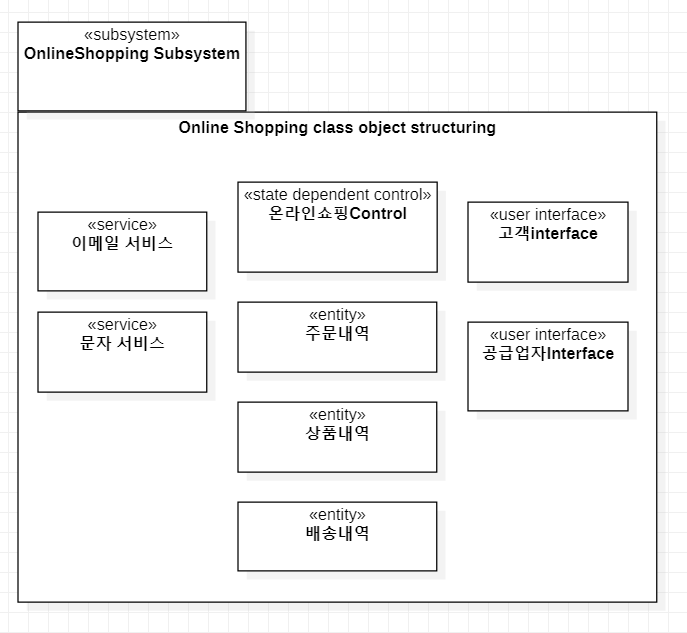 «subsystem»
OnlineShopping Subsystem
Online Shopping class object structuring
«service»
이메일 서비스
«service»
문자 서비스
«state dependent control»
온라인쇼핑Control
«entity»
주문내역
«entity»
상품내역
«entity»
배송내역
«user interface»
고객interface
«user interface»
공급업자Interface